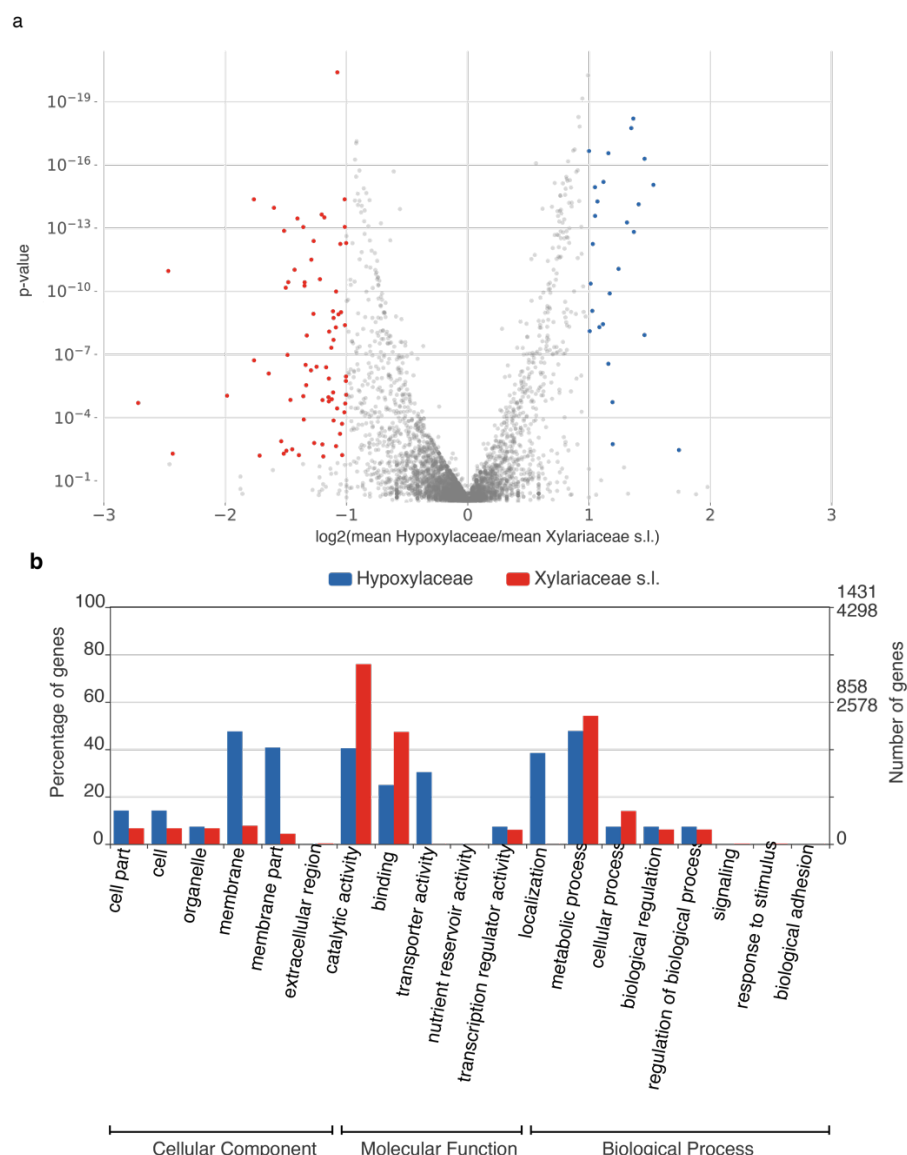 a
p-value
10⁻¹⁹
10⁻¹⁶
10⁻¹³
10⁻¹⁰
10⁻⁷
10⁻⁴
10⁻¹
−3 −2 −1 0 1 2 3
log2(mean Hypoxylaceae/mean Xylariaceae s.l.)
b
Hypoxylaceae Xylariaceae s.l.
Percentage of genes
100
80
60
40
20
0
1431
4298
858
2578
0
Number of genes
cell part
cell
organelle
membrane
membrane part
extracellular region
catalytic activity
binding
transporter activity
nutrient reservoir activity
transcription regulator activity
localization
metabolic process
cellular process
biological regulation
regulation of biological process
signaling
response to stimulus
biological adhesion
Cellular Component Molecular Function Biological Process